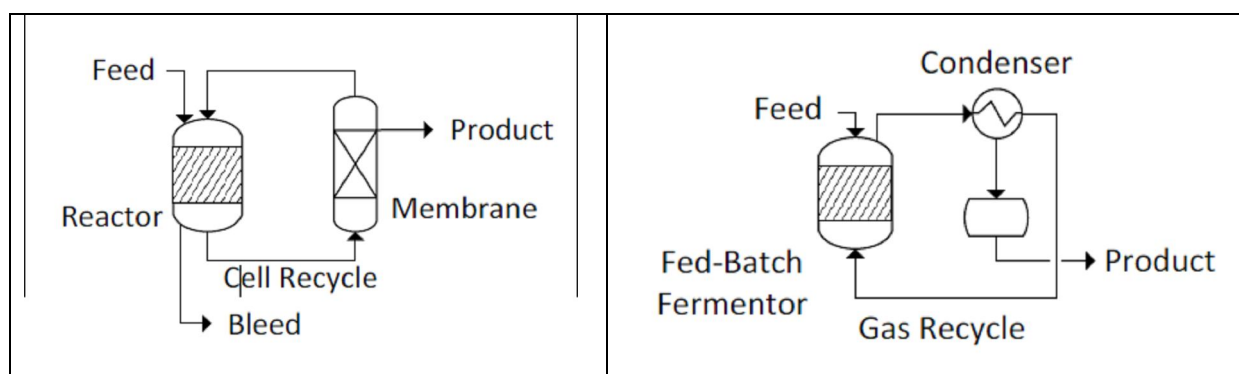 Feed
Product
Reactor
Membrane
Cell Recycle
Bleed
Condenser
Feed
Fed-Batch
Fermentor
Product
Gas Recycle